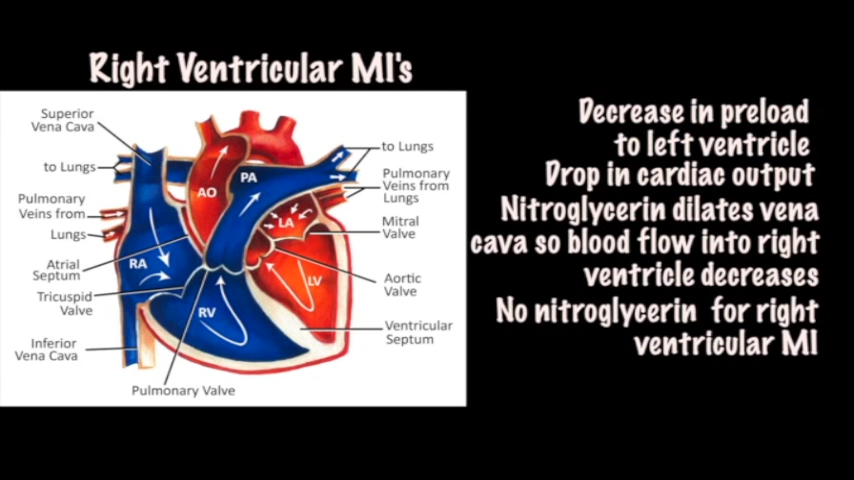 Right Ventricular MI's
Superior
Vena Cava
to Lungs
Pulmonary
Veins from
Lungs
Atrial
Septum
Tricuspid
Valve
Inferior
Vena Cava
Pulmonary Valve
AO
PA
LA
RA
LV
RV
to Lungs
Pulmonary
Veins from
Lungs
Mitral
Valve
Aortic
Valve
Ventricular
Septum
Decrease in preload
to left ventricle
Drop in cardiac output
Nitroglycerin dilates vena
cava so blood flow into right
ventricle decreases
No nitroglycerin for right
ventricular MI